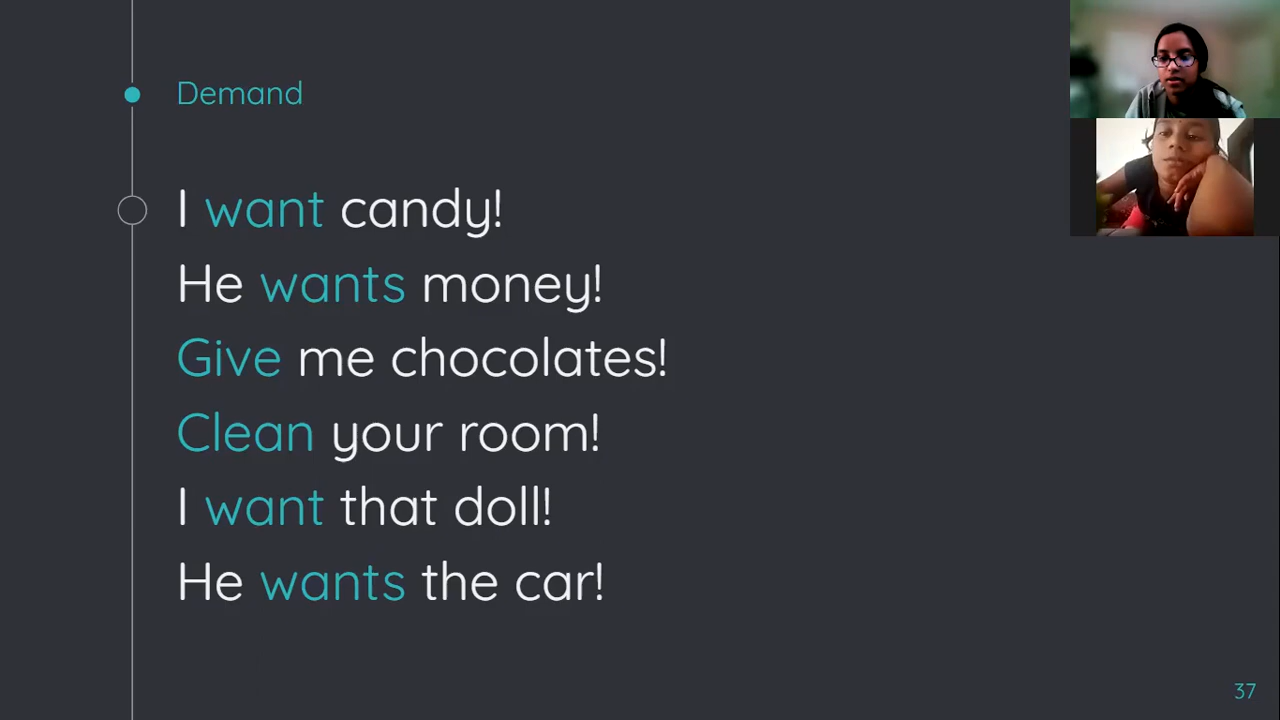 Demand
I want candy!
He wants money!
Give me chocolates!
Clean your room!
I want that doll!
He wants the car!
37